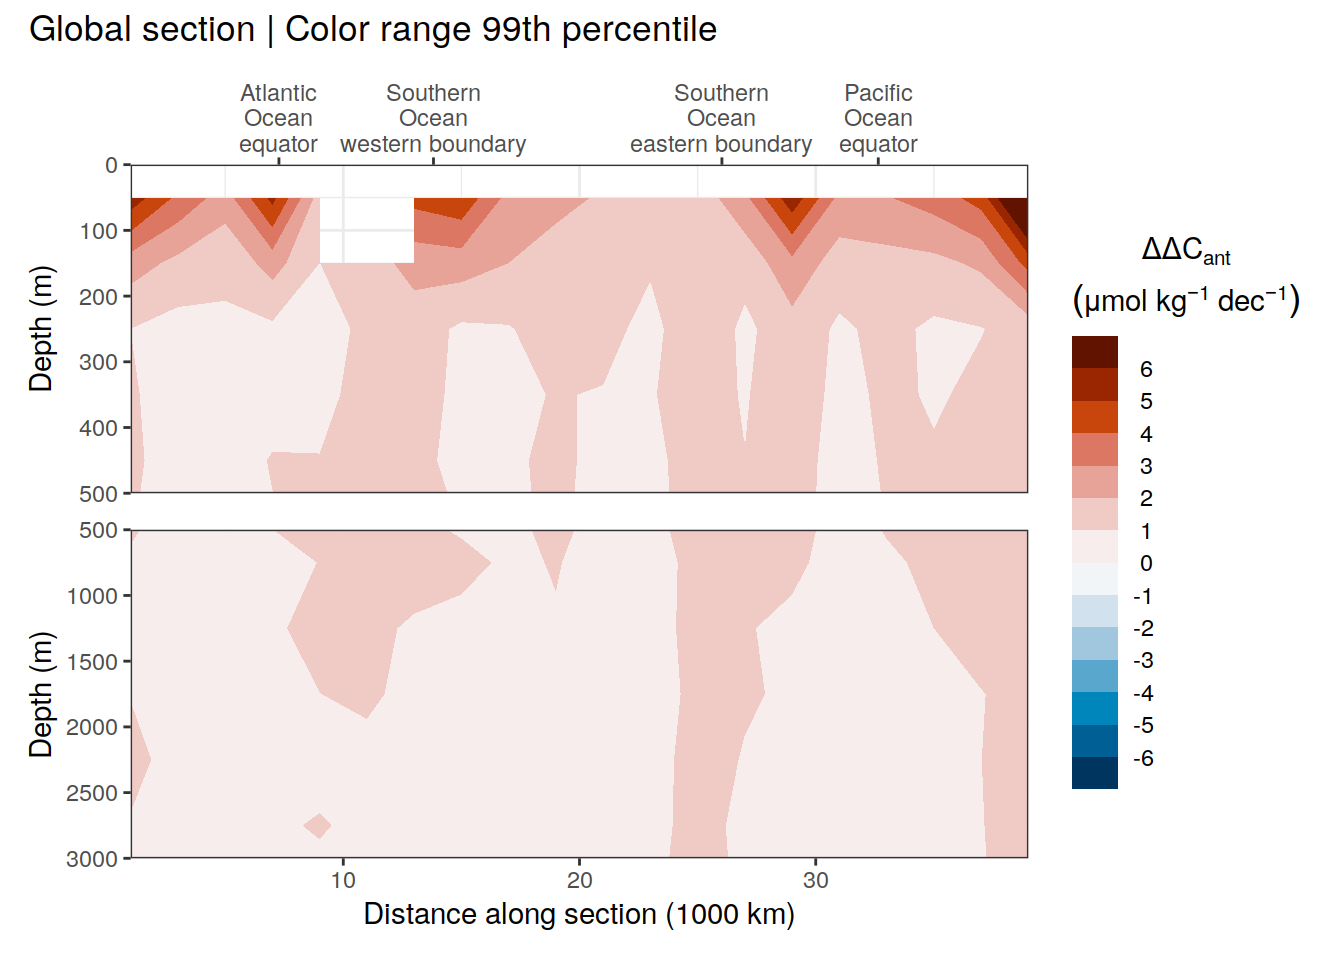 Global section | Color range 99th percentile
Atlantic
Ocean
equator
Southern
Ocean
western boundary
Southern
Ocean
eastern boundary
Pacific
Ocean
equator
Depth (m)
0
100
200
300
400
500
Depth (m)
500
1000
1500
2000
2500
3000
10
20
30
Distance along section (1000 km)
ΔΔC_ant
(μmol kg⁻¹ dec⁻¹)
6
5
4
3
2
1
0
-1
-2
-3
-4
-5
-6